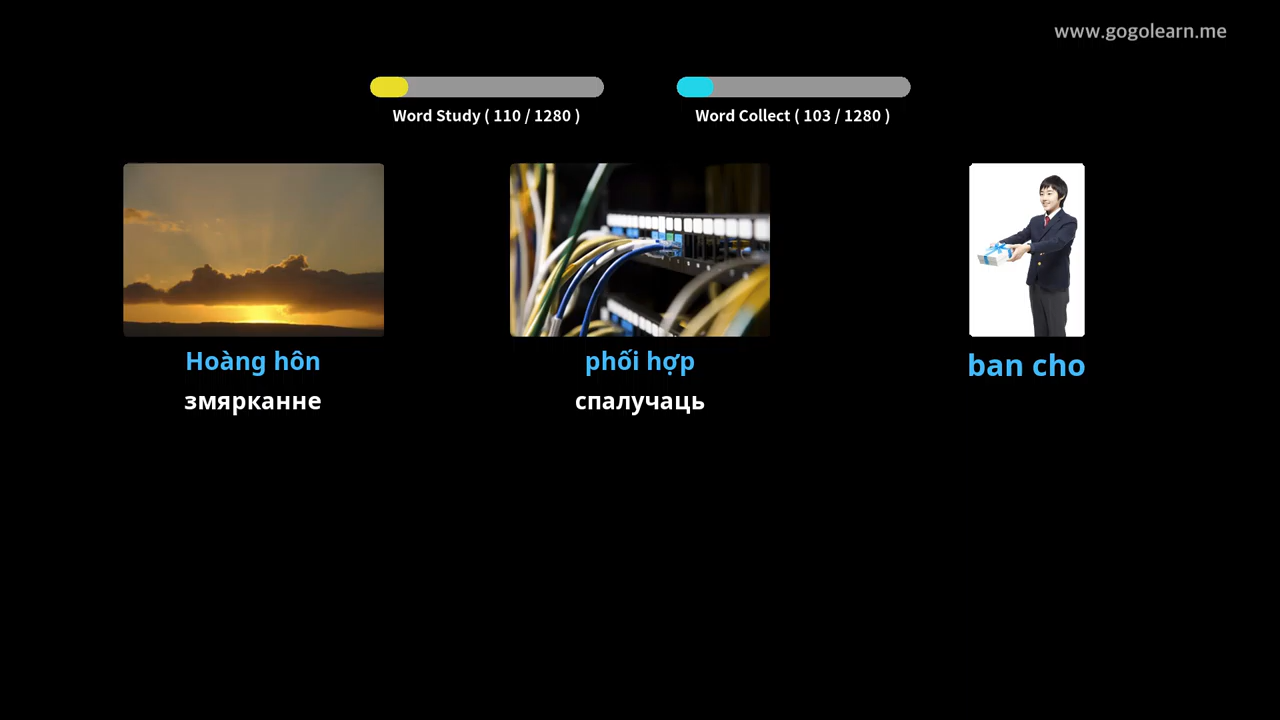 www.gogolearn.me
Word Study ( 110 / 1280 )
Word Collect ( 103 / 1280 )
Hoàng hôn
змярканне
phối hợp
спалучаць
ban cho